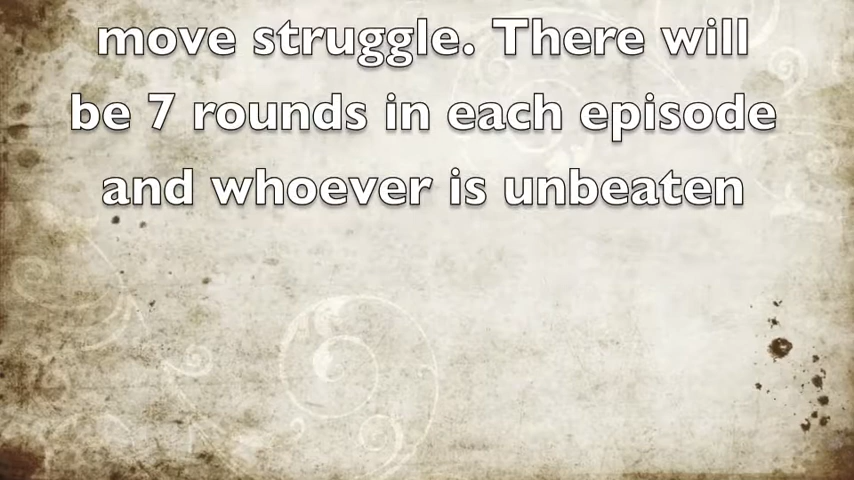 move struggle. There will
be 7 rounds in each episode
and whoever is unbeaten